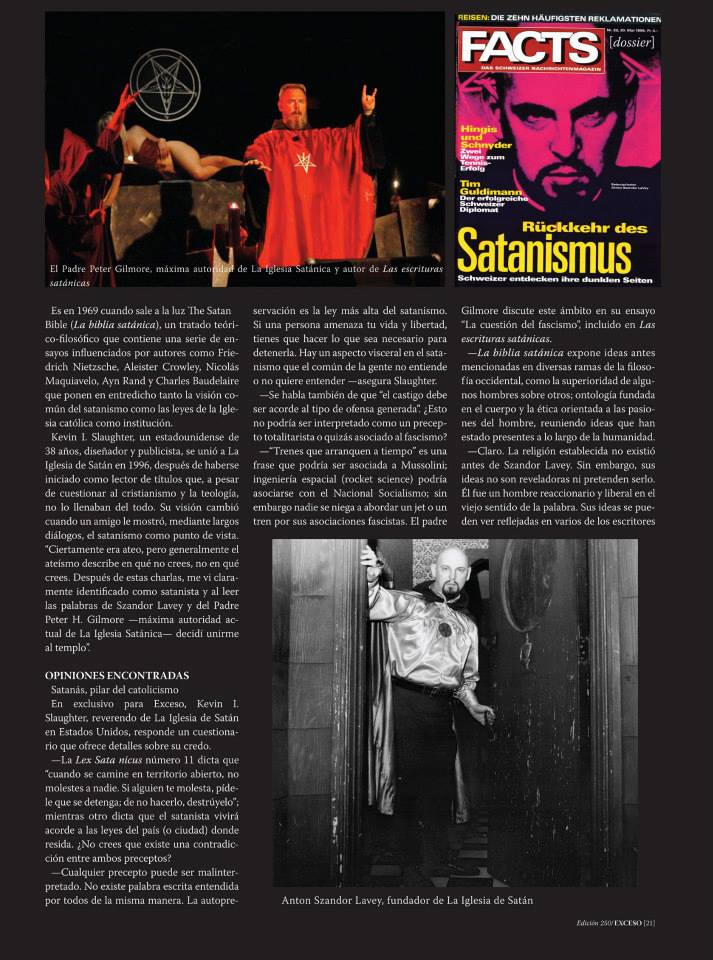 REISEN: DIE ZEHN HÄUFIGSTEN REKLAMATIONEN
FACTS
[dossier]
DAS SCHWEIZER NACHRICHTENMAGAZIN
Hingis
und
Schnyder
Zwei
Wege zum
Tennis-
Erfolg
Tim
Guldimann
Der erfolgreiche
Schweizer
Diplomat
Rückkehr des
Satanismus
Schweizer entdecken ihre dunklen Seiten
El Padre Peter Gilmore, máxima autoridad de La Iglesia Satánica y autor de Las escrituras
satánicas
Es en 1969 cuando sale a la luz The Satan
Bible (La biblia satánica), un tratado teóri-
co-filosófico que contiene una serie de en-
sayos influenciados por autores como Frie-
drich Nietzsche, Aleister Crowley, Nicolás
Maquiavelo, Ayn Rand y Charles Baudelaire
que ponen en entredicho tanto la visión co-
mún del satanismo como las leyes de la Igle-
sia católica como institución.
Kevin I. Slaughter, un estadounidense de
38 años, diseñador y publicista, se unió a La
Iglesia de Satán en 1996, después de haberse
iniciado como lector de títulos que, a pesar
de cuestionar al cristianismo y la teología,
no lo llenaban del todo. Su visión cambió
cuando un amigo le mostró, mediante largos
diálogos, el satanismo como punto de vista.
"Ciertamente era ateo, pero generalmente el
ateísmo describe en qué no crees, no en qué
crees. Después de estas charlas, me vi clara-
mente identificado como satanista y al leer
las palabras de Szandor Lavey y del Padre
Peter H. Gilmore —máxima autoridad ac-
tual de La Iglesia Satánica— decidí unirme
al templo".
OPINIONES ENCONTRADAS
Satanás, pilar del catolicismo
En exclusivo para Exceso, Kevin I.
Slaughter, reverendo de La Iglesia de Satán
en Estados Unidos, responde un cuestiona-
rio que ofrece detalles sobre su credo.
—La Lex Sata nicus número 11 dicta que
"cuando se camine en territorio abierto, no
molestes a nadie. Si alguien te molesta, píde-
le que se detenga; de no hacerlo, destrúyelo";
mientras otro dicta que el satanista vivirá
acorde a las leyes del país (o ciudad) donde
resida. ¿No crees que existe una contradic-
ción entre ambos preceptos?
—Cualquier precepto puede ser malinter-
pretado. No existe palabra escrita entendida
por todos de la misma manera. La autopre-
servación es la ley más alta del satanismo.
Si una persona amenaza tu vida y libertad,
tienes que hacer lo que sea necesario para
detenerla. Hay un aspecto visceral en el sata-
nismo que el común de la gente no entiende
o no quiere entender —asegura Slaughter.
—Se habla también de que "el castigo debe
ser acorde al tipo de ofensa generada". ¿Esto
no podría ser interpretado como un precep-
to totalitarista o quizás asociado al fascismo?
—"Trenes que arranquen a tiempo" es una
frase que podría ser asociada a Mussolini;
ingeniería espacial (rocket science) podría
asociarse con el Nacional Socialismo; sin
embargo nadie se niega a abordar un jet o un
tren por sus asociaciones fascistas. El padre
Gilmore discute este ámbito en su ensayo
"La cuestión del fascismo", incluido en Las
escrituras satánicas.
—La biblia satánica expone ideas antes
mencionadas en diversas ramas de la filoso-
fía occidental, como la superioridad de algu-
nos hombres sobre otros; ontología fundada
en el cuerpo y la ética orientada a las pasio-
nes del hombre, reuniendo ideas que han
estado presentes a lo largo de la humanidad.
—Claro. La religión establecida no existió
antes de Szandor Lavey. Sin embargo, sus
ideas no son reveladoras ni pretenden serlo.
Él fue un hombre reaccionario y liberal en el
viejo sentido de la palabra. Sus ideas se pue-
den ver reflejadas en varios de los escritores
Anton Szandor Lavey, fundador de La Iglesia de Satán
Edición 250/ EXCESO [21]